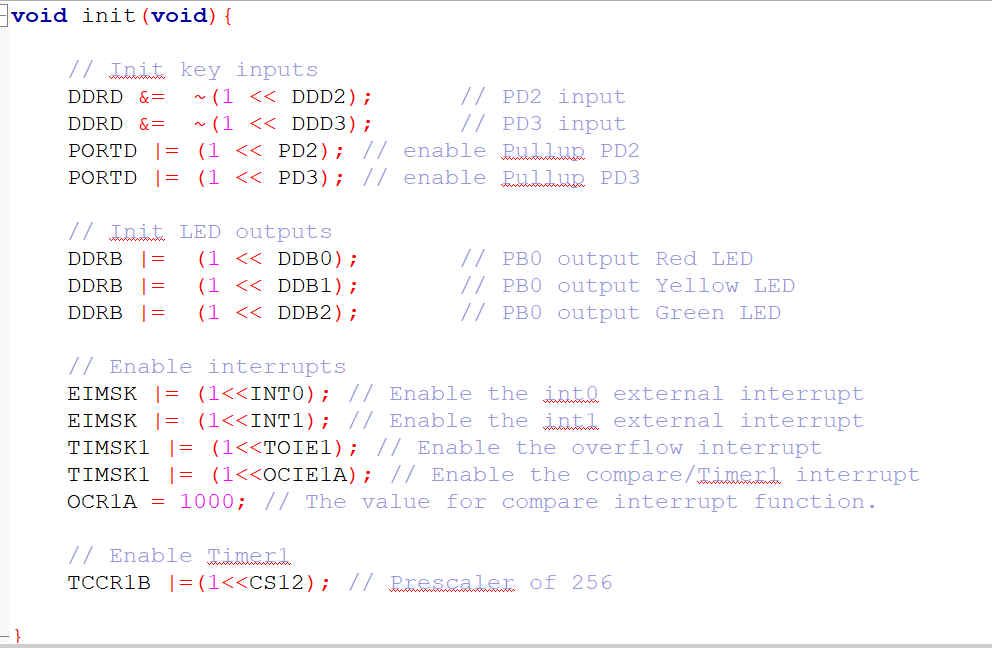 void init(void){
// Init key inputs
DDRD &=  ~(1 << DDD2);      // PD2 input
DDRD &=  ~(1 << DDD3);      // PD3 input
PORTD |= (1 << PD2); // enable Pullup PD2
PORTD |= (1 << PD3); // enable Pullup PD3
// Init LED outputs
DDRB |=  (1 << DDB0);       // PB0 output Red LED
DDRB |=  (1 << DDB1);       // PB0 output Yellow LED
DDRB |=  (1 << DDB2);       // PB0 output Green LED
// Enable interrupts
EIMSK |= (1<<INT0); // Enable the int0 external interrupt
EIMSK |= (1<<INT1); // Enable the int1 external interrupt
TIMSK1 |= (1<<TOIE1); // Enable the overflow interrupt
TIMSK1 |= (1<<OCIE1A); // Enable the compare/Timer1 interrupt
OCR1A = 1000; // The value for compare interrupt function.
// Enable Timer1
TCCR1B |=(1<<CS12); // Prescaler of 256
}